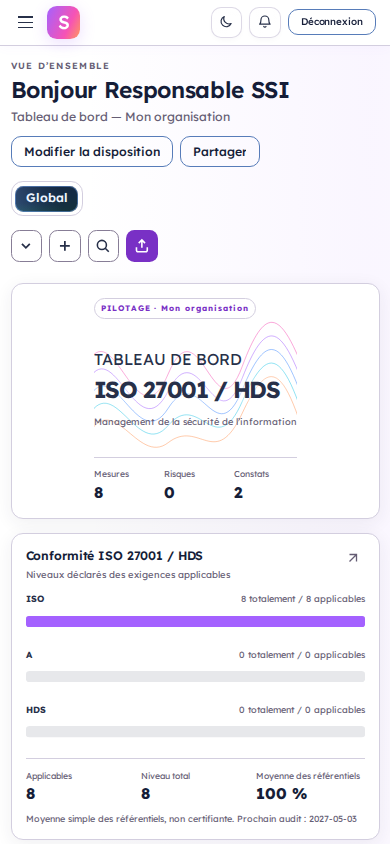 S
Déconnexion
VUE D'ENSEMBLE
Bonjour Responsable SSI
Tableau de bord — Mon organisation
Modifier la disposition
Partager
Global
PILOTAGE · Mon organisation
TABLEAU DE BORD
ISO 27001 / HDS
Management de la sécurité de l'information
Mesures Risques Constats
8 0 2
Conformité ISO 27001 / HDS
Niveaux déclarés des exigences applicables
ISO 8 totalement / 8 applicables
A 0 totalement / 0 applicables
HDS 0 totalement / 0 applicables
Applicables Niveau total Moyenne des référentiels
8 8 100 %
Moyenne simple des référentiels, non certifiante. Prochain audit : 2027-05-03